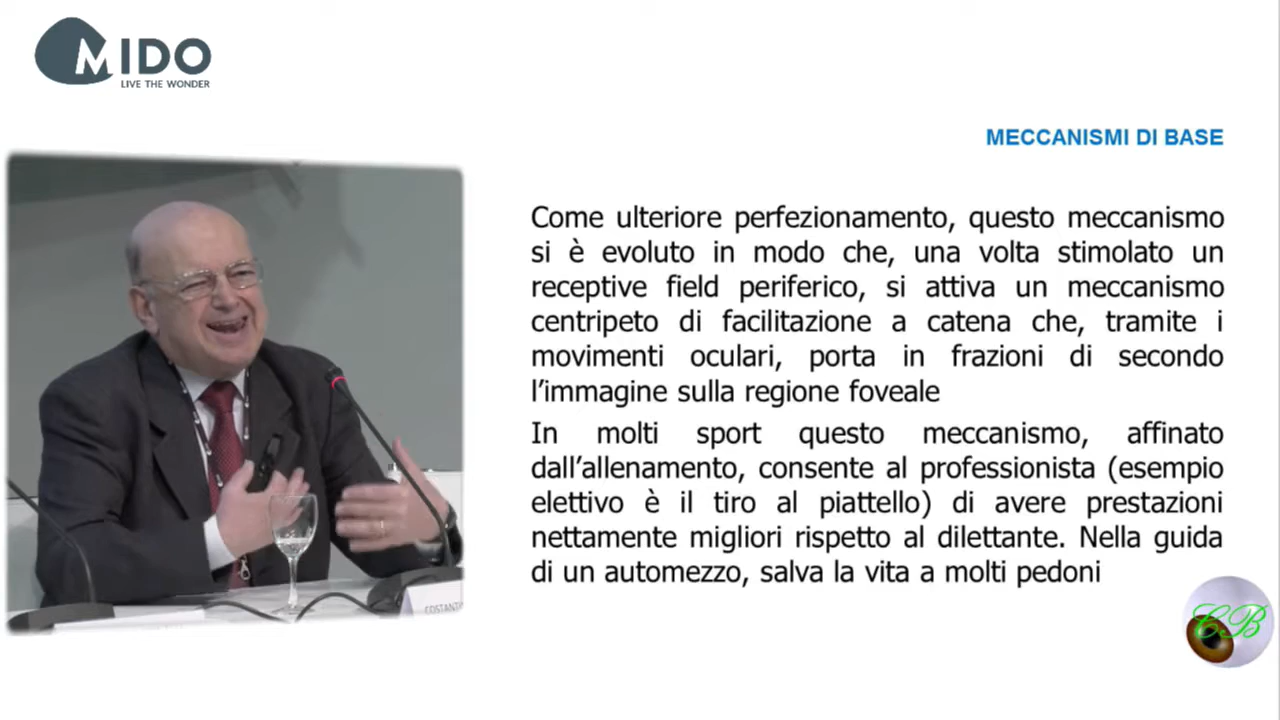 MIDO
LIVE THE WONDER
MECCANISMI DI BASE
Come ulteriore perfezionamento, questo meccanismo
si è evoluto in modo che, una volta stimolato un
receptive field periferico, si attiva un meccanismo
centripeto di facilitazione a catena che, tramite i
movimenti oculari, porta in frazioni di secondo
l'immagine sulla regione foveale
In molti sport questo meccanismo, affinato
dall'allenamento, consente al professionista (esempio
elettivo è il tiro al piattello) di avere prestazioni
nettamente migliori rispetto al dilettante. Nella guida
di un automezzo, salva la vita a molti pedoni
COSTANTI
CB